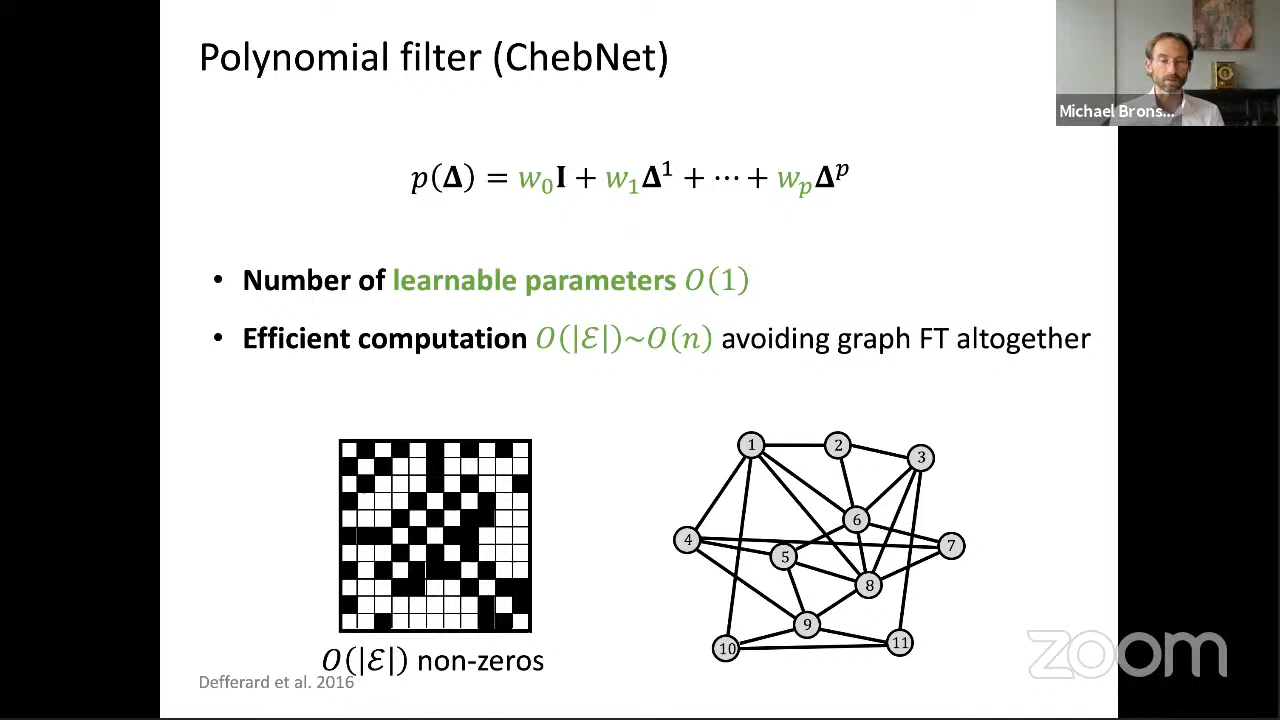 Polynomial filter (ChebNet)
Michael Brons...
p(Δ) = w₀I + w₁Δ¹ + ⋯ + wₚΔᵖ
• Number of learnable parameters O(1)
• Efficient computation O(|ℰ|)~O(n) avoiding graph FT altogether
1
2
3
6
4
5
7
8
9
10
11
O(|ℰ|) non-zeros
Defferard et al. 2016
zoom